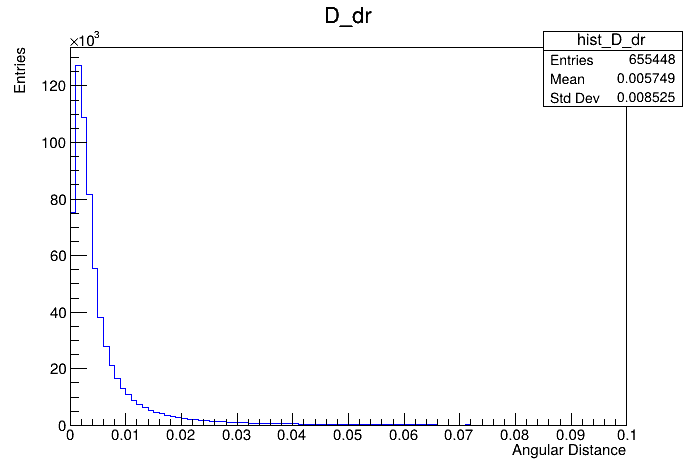 D_dr
×10³
hist_D_dr
Entries 655448
Mean 0.005749
Std Dev 0.008525
Entries
120
100
80
60
40
20
0
0 0.01 0.02 0.03 0.04 0.05 0.06 0.07 0.08 0.09 0.1
Angular Distance